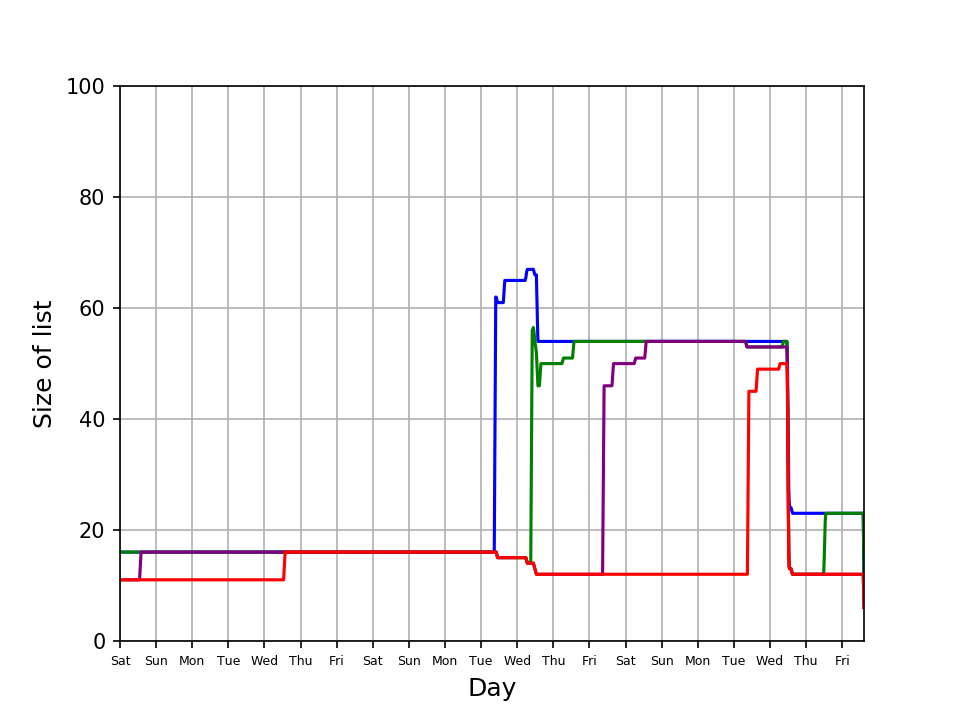 100
80
60
40
20
0
Size of list
Sat Sun Mon Tue Wed Thu Fri Sat Sun Mon Tue Wed Thu Fri Sat Sun Mon Tue Wed Thu Fri
Day